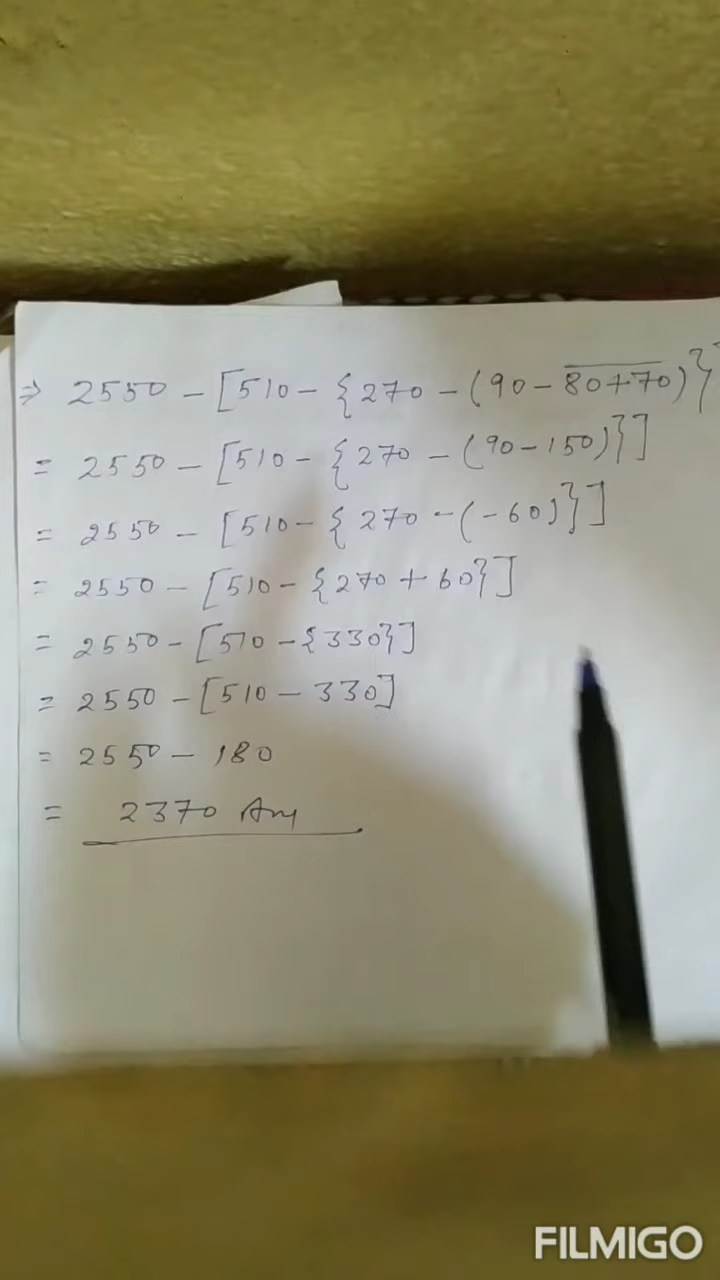 ⇒ 2550 - [510 - {270 - (90 - \overline{80+70})}]
= 2550 - [510 - {270 - (90 - 150)}]
= 2550 - [510 - {270 - (-60)}]
= 2550 - [510 - {270 + 60}]
= 2550 - [510 - {330}]
= 2550 - [510 - 330]
= 2550 - 180
= 2370 Ans
FILMIGO